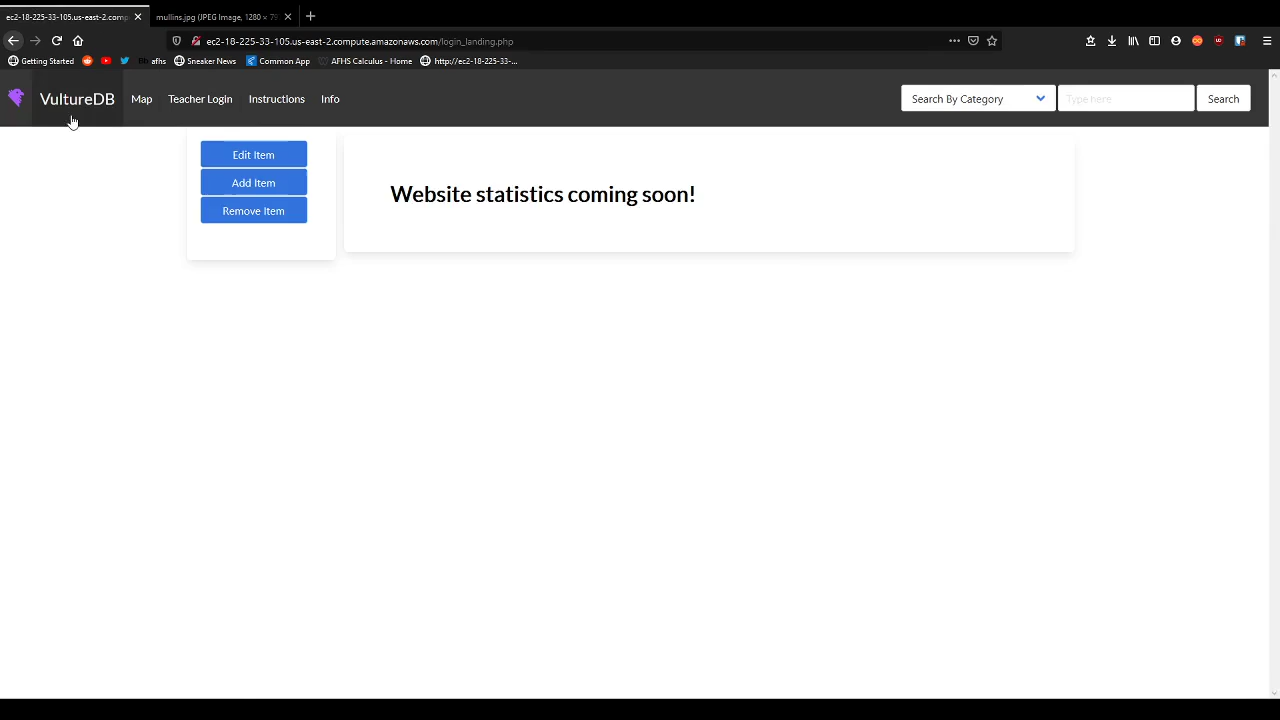 ec2-18-225-33-105.us-east-2.comp
mullins.jpg (JPEG Image, 1280 × 79
ec2-18-225-33-105.us-east-2.compute.amazonaws.com/login_landing.php
Getting Started afhs Sneaker News Common App AFHS Calculus - Home http://ec2-18-225-33-...
VultureDB Map Teacher Login Instructions Info Search By Category Type here Search
Edit Item
Add Item
Remove Item
Website statistics coming soon!